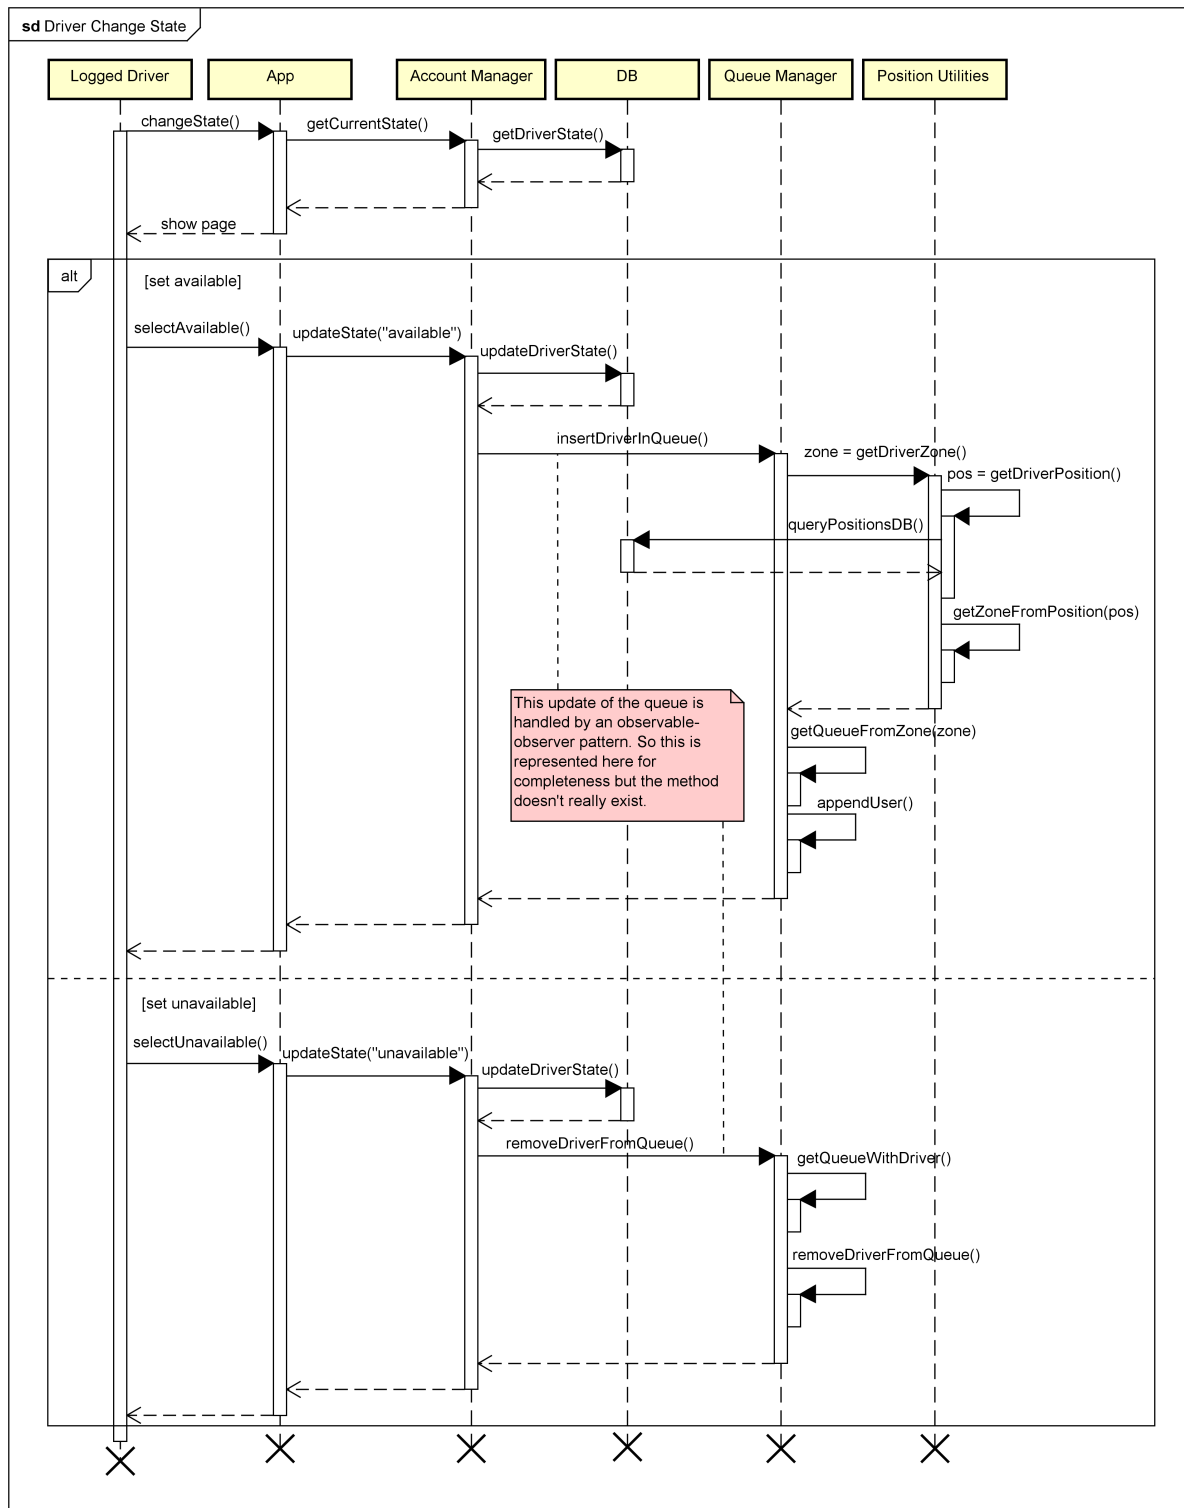 sd Driver Change State
Logged Driver
App
Account Manager
DB
Queue Manager
Position Utilities
changeState()
getCurrentState()
getDriverState()
show page
alt
[set available]
selectAvailable()
updateState("available")
updateDriverState()
insertDriverInQueue()
zone = getDriverZone()
pos = getDriverPosition()
queryPositionsDB()
getZoneFromPosition(pos)
This update of the queue is
handled by an observable-
observer pattern. So this is
represented here for
completeness but the method
doesn't really exist.
getQueueFromZone(zone)
appendUser()
[set unavailable]
selectUnavailable()
updateState("unavailable")
updateDriverState()
removeDriverFromQueue()
getQueueWithDriver()
removeDriverFromQueue()